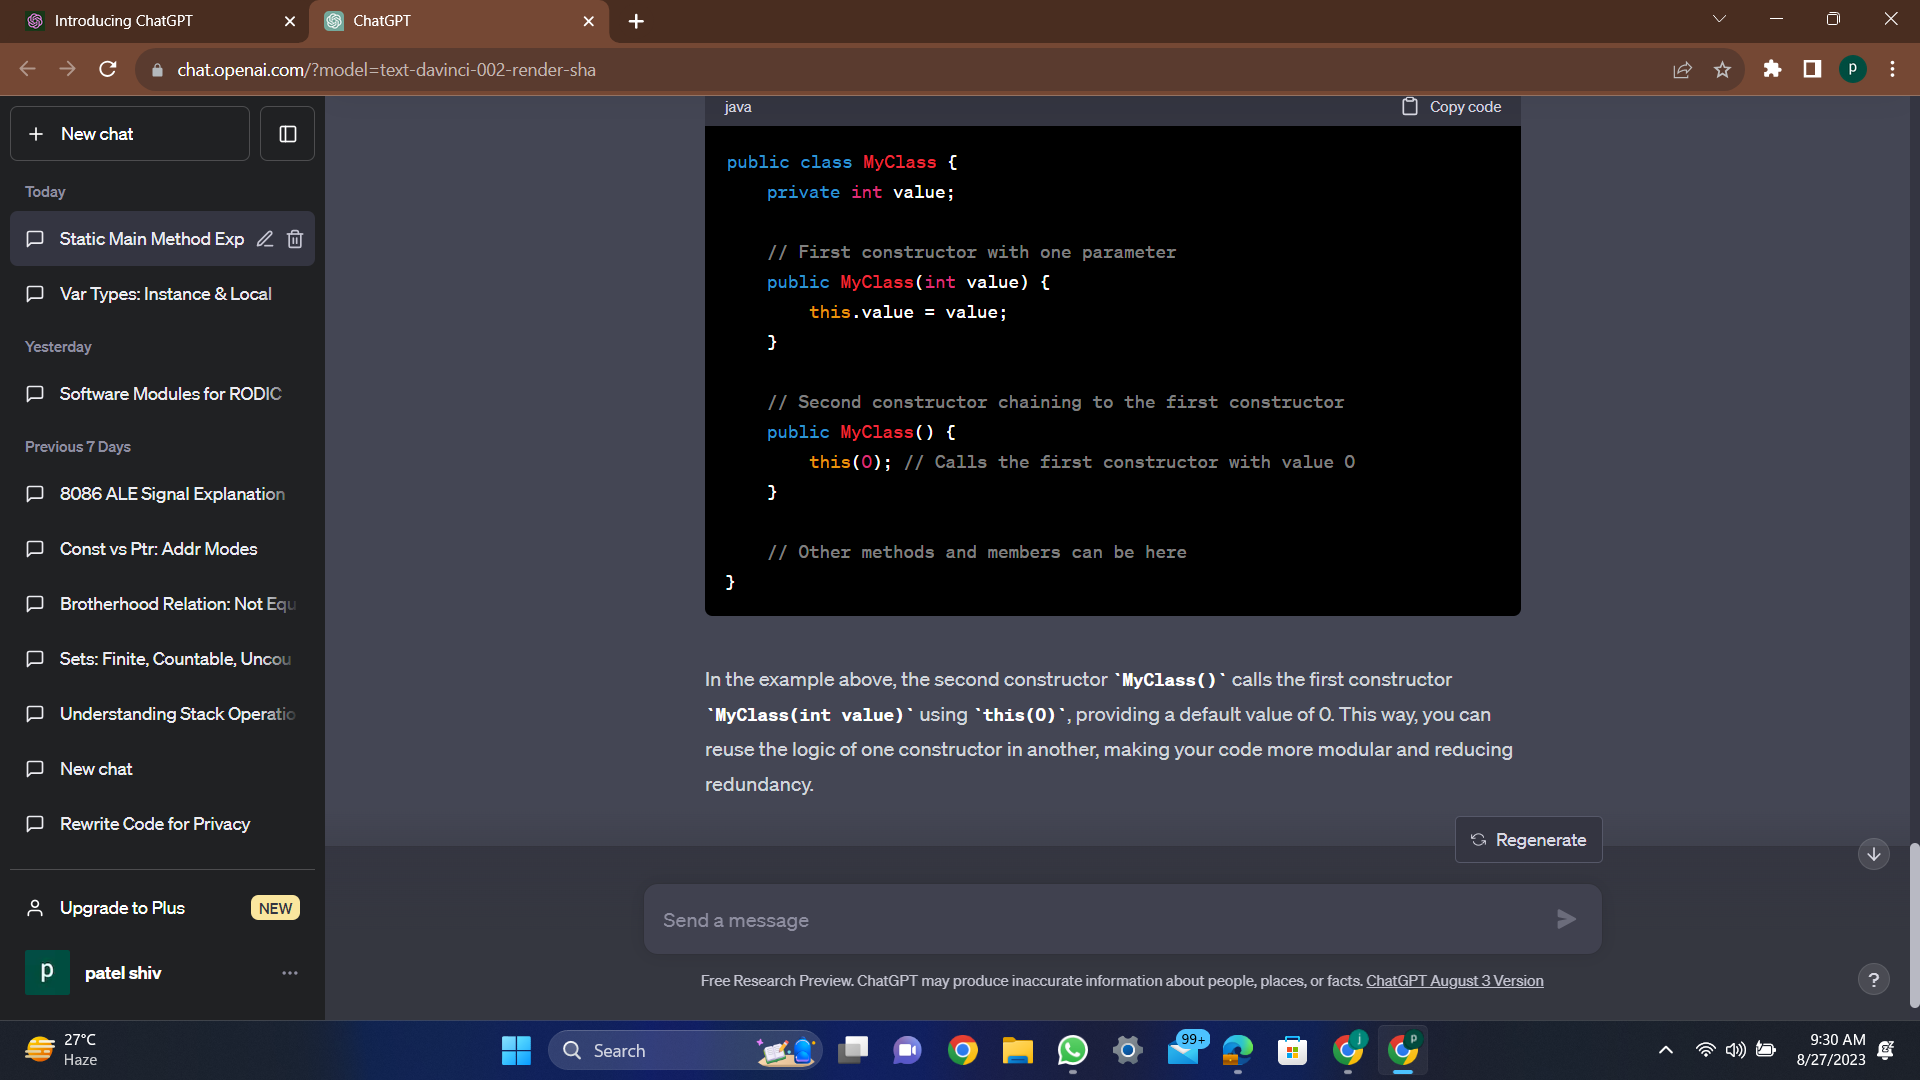 Introducing ChatGPT
ChatGPT
chat.openai.com/?model=text-davinci-002-render-sha
p
New chat
Today
Static Main Method Exp
Var Types: Instance & Local
Yesterday
Software Modules for RODIC
Previous 7 Days
8086 ALE Signal Explanation
Const vs Ptr: Addr Modes
Brotherhood Relation: Not Equ
Sets: Finite, Countable, Uncou
Understanding Stack Operatio
New chat
Rewrite Code for Privacy
Upgrade to Plus NEW
p patel shiv
java Copy code
public class MyClass {
    private int value;
    // First constructor with one parameter
    public MyClass(int value) {
        this.value = value;
    }
    // Second constructor chaining to the first constructor
    public MyClass() {
        this(0); // Calls the first constructor with value 0
    }
    // Other methods and members can be here
}
In the example above, the second constructor `MyClass()` calls the first constructor
`MyClass(int value)` using `this(0)`, providing a default value of 0. This way, you can
reuse the logic of one constructor in another, making your code more modular and reducing
redundancy.
Regenerate
Send a message
Free Research Preview. ChatGPT may produce inaccurate information about people, places, or facts. ChatGPT August 3 Version
?
27°C
Haze
Search
99+
j
p
9:30 AM
8/27/2023